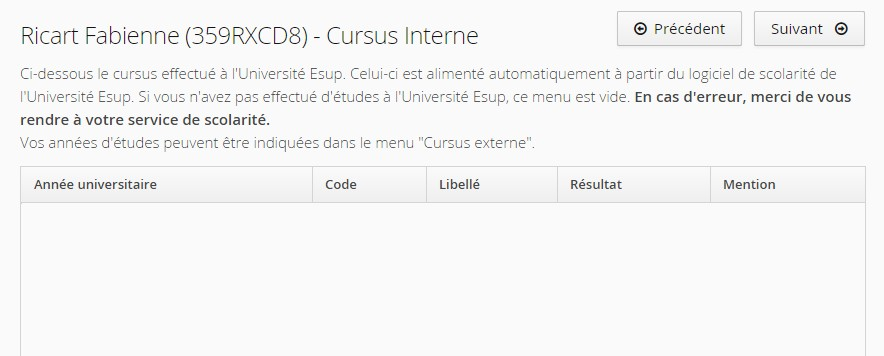 Ricart Fabienne (359RXCD8) - Cursus Interne
Précédent
Suivant
Ci-dessous le cursus effectué à l'Université Esup. Celui-ci est alimenté automatiquement à partir du logiciel de scolarité de
l'Université Esup. Si vous n'avez pas effectué d'études à l'Université Esup, ce menu est vide. En cas d'erreur, merci de vous
rendre à votre service de scolarité.
Vos années d'études peuvent être indiquées dans le menu "Cursus externe".
Année universitaire Code Libellé Résultat Mention